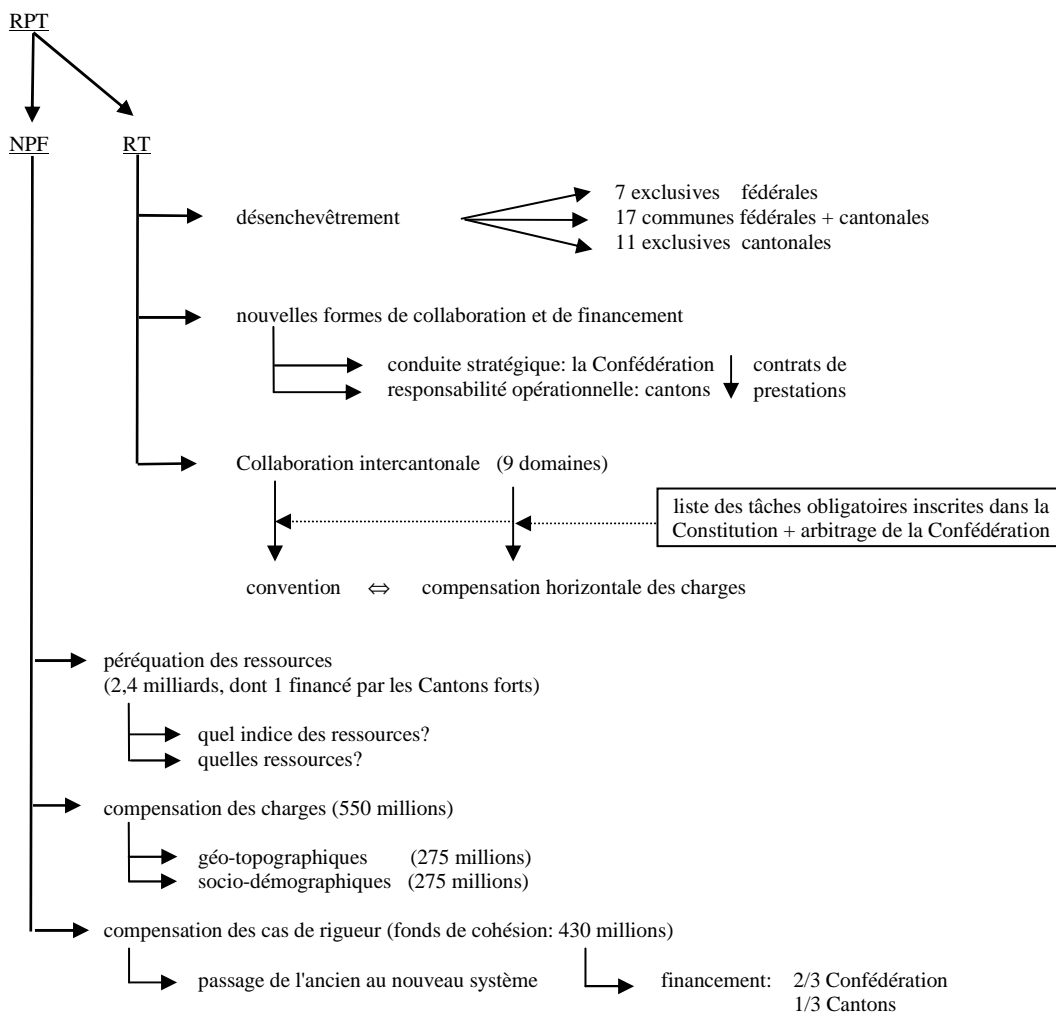 RPT
NPF RT
désenchevêtrement
7 exclusives fédérales
17 communes fédérales + cantonales
11 exclusives cantonales
nouvelles formes de collaboration et de financement
conduite stratégique: la Confédération
responsabilité opérationnelle: cantons
contrats de
prestations
Collaboration intercantonale (9 domaines)
liste des tâches obligatoires inscrites dans la
Constitution + arbitrage de la Confédération
convention ⇔ compensation horizontale des charges
péréquation des ressources
(2,4 milliards, dont 1 financé par les Cantons forts)
quel indice des ressources?
quelles ressources?
compensation des charges (550 millions)
géo-topographiques (275 millions)
socio-démographiques (275 millions)
compensation des cas de rigueur (fonds de cohésion: 430 millions)
passage de l'ancien au nouveau système
financement: 2/3 Confédération
1/3 Cantons